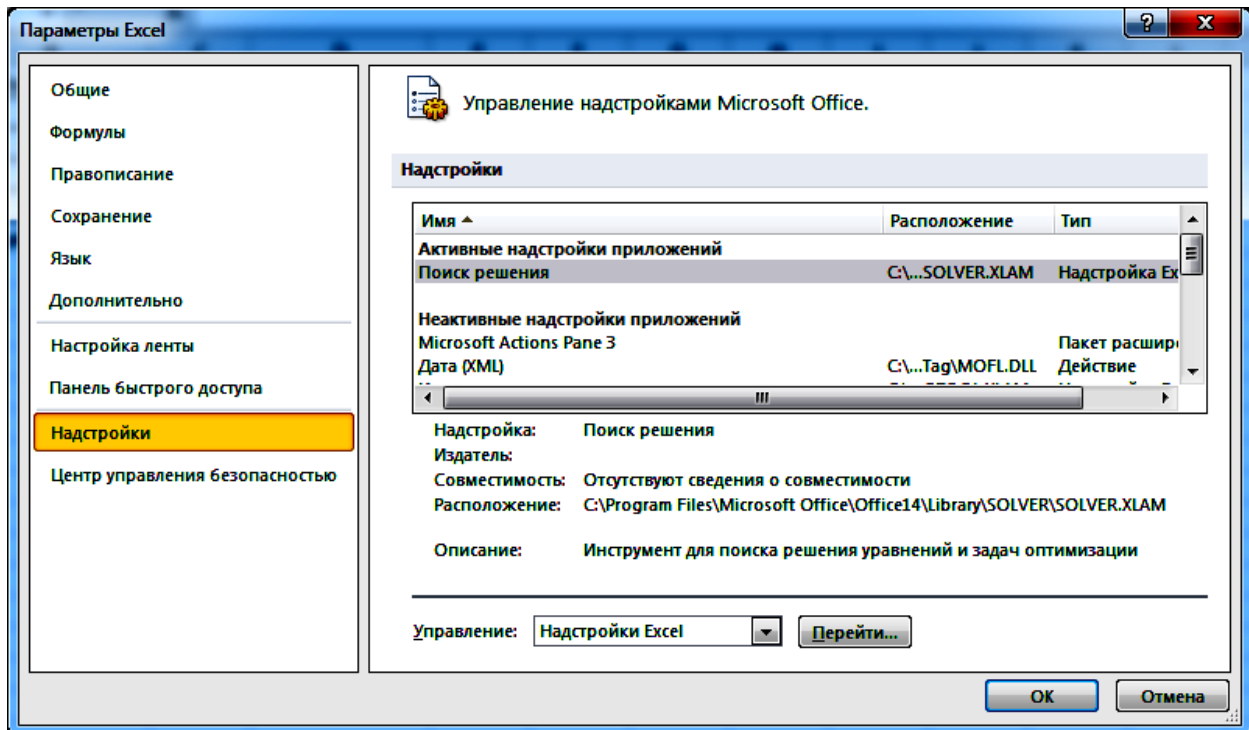 Параметры Excel
?
X
Общие
Формулы
Правописание
Сохранение
Язык
Дополнительно
Настройка ленты
Панель быстрого доступа
Надстройки
Центр управления безопасностью
Управление надстройками Microsoft Office.
Надстройки
Имя Расположение Тип
Активные надстройки приложений
Поиск решения C:\...SOLVER.XLAM Надстройка Ex
Неактивные надстройки приложений
Microsoft Actions Pane 3 Пакет расшир
Дата (XML) C:\...Tag\MOFL.DLL Действие
Надстройка: Поиск решения
Издатель:
Совместимость: Отсутствуют сведения о совместимости
Расположение: C:\Program Files\Microsoft Office\Office14\Library\SOLVER\SOLVER.XLAM
Описание: Инструмент для поиска решения уравнений и задач оптимизации
Управление: Надстройки Excel Перейти...
ОК Отмена